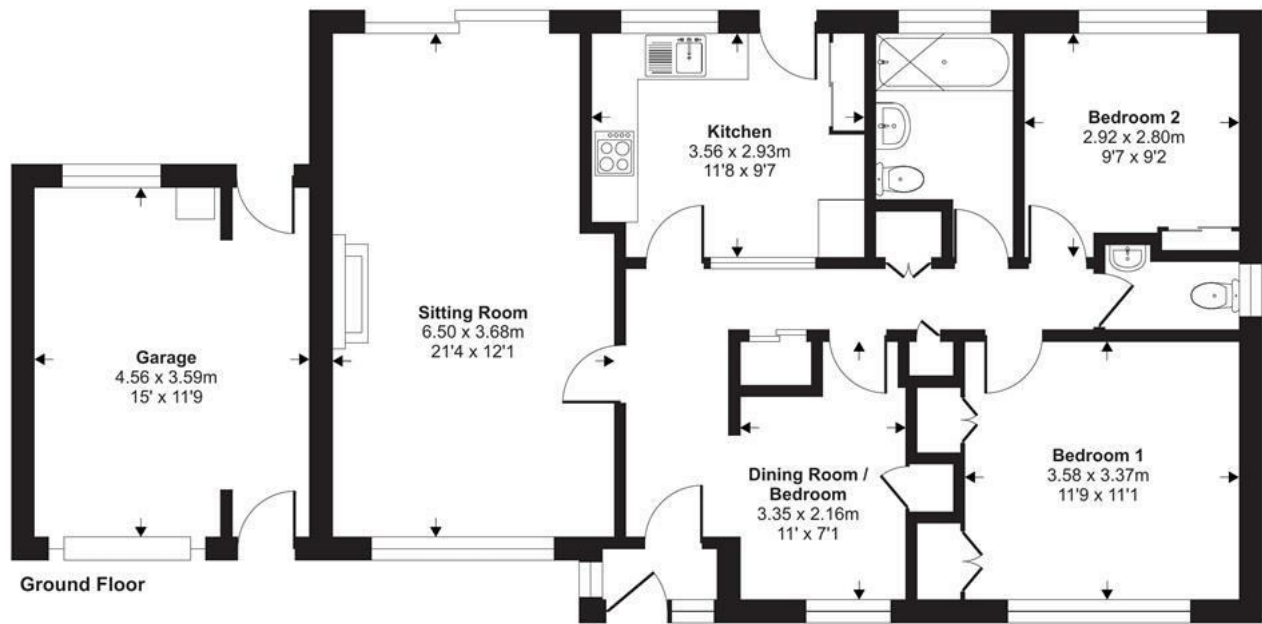 Kitchen
3.56 x 2.93m
11'8 x 9'7
Bedroom 2
2.92 x 2.80m
9'7 x 9'2
Sitting Room
6.50 x 3.68m
21'4 x 12'1
Garage
4.56 x 3.59m
15' x 11'9
Dining Room /
Bedroom
3.35 x 2.16m
11' x 7'1
Bedroom 1
3.58 x 3.37m
11'9 x 11'1
Ground Floor